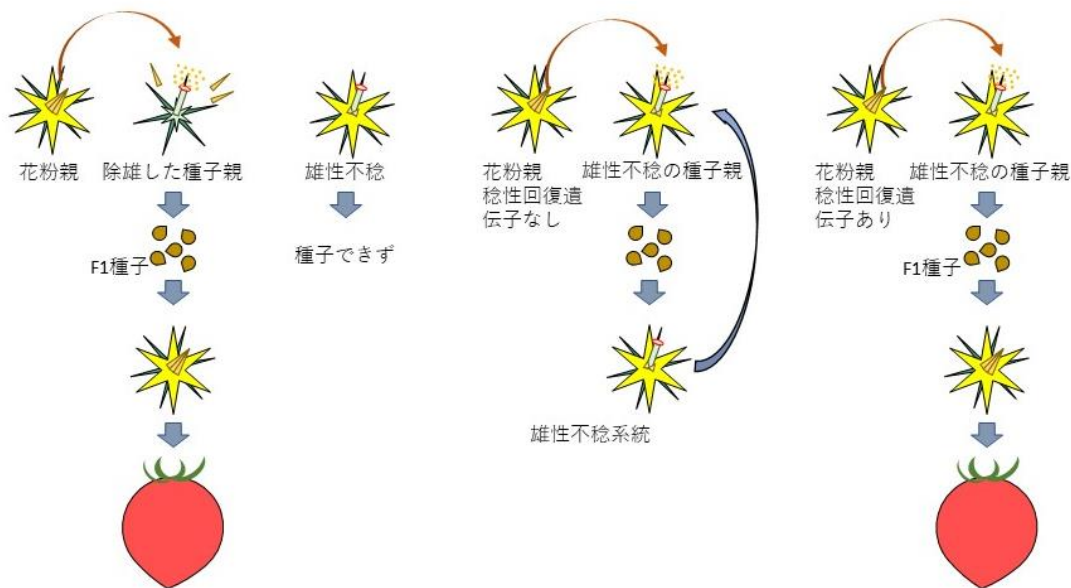 花粉親
除雄した種子親
F1種子
雄性不稔
種子できず
花粉親
稔性回復遺
伝子なし
雄性不稔の種子親
雄性不稔系統
花粉親
稔性回復遺
伝子あり
雄性不稔の種子親
F1種子